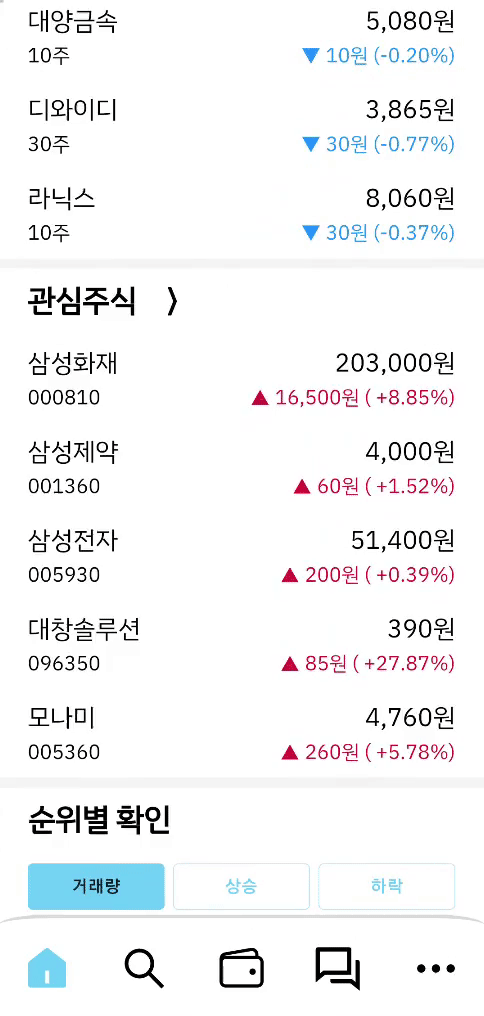 대양금속 5,080원
10주 ▼ 10원 (-0.20%)
디와이디 3,865원
30주 ▼ 30원 (-0.77%)
라닉스 8,060원
10주 ▼ 30원 (-0.37%)
관심주식 〉
삼성화재 203,000원
000810 ▲ 16,500원 ( +8.85%)
삼성제약 4,000원
001360 ▲ 60원 ( +1.52%)
삼성전자 51,400원
005930 ▲ 200원 ( +0.39%)
대창솔루션 390원
096350 ▲ 85원 ( +27.87%)
모나미 4,760원
005360 ▲ 260원 ( +5.78%)
순위별 확인
거래량 상승 하락